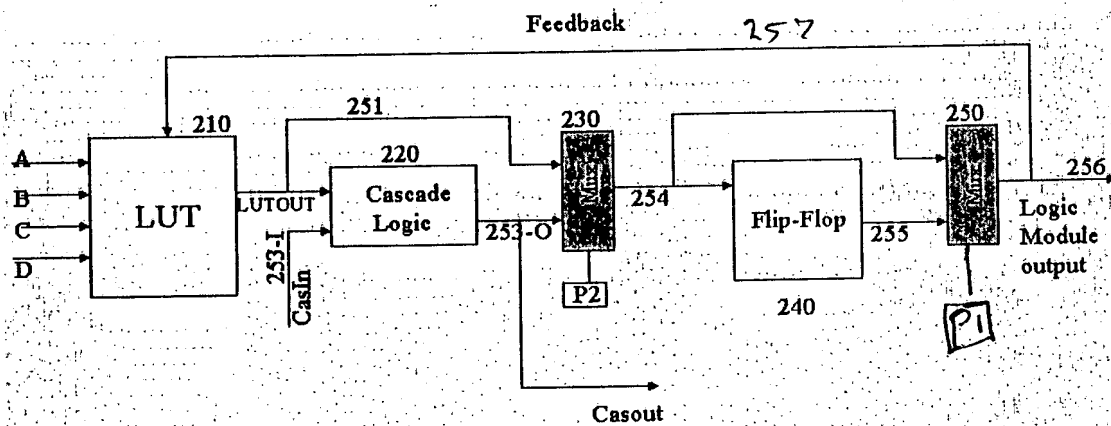 Feedback
257
210
251
230
250
A
B
C
D
LUT
LUTOUT
220
Cascade
Logic
253-I
CasIn
253-O
Mux
P2
254
Flip-Flop
240
255
Mux
P1
256
Logic
Module
output
Casout